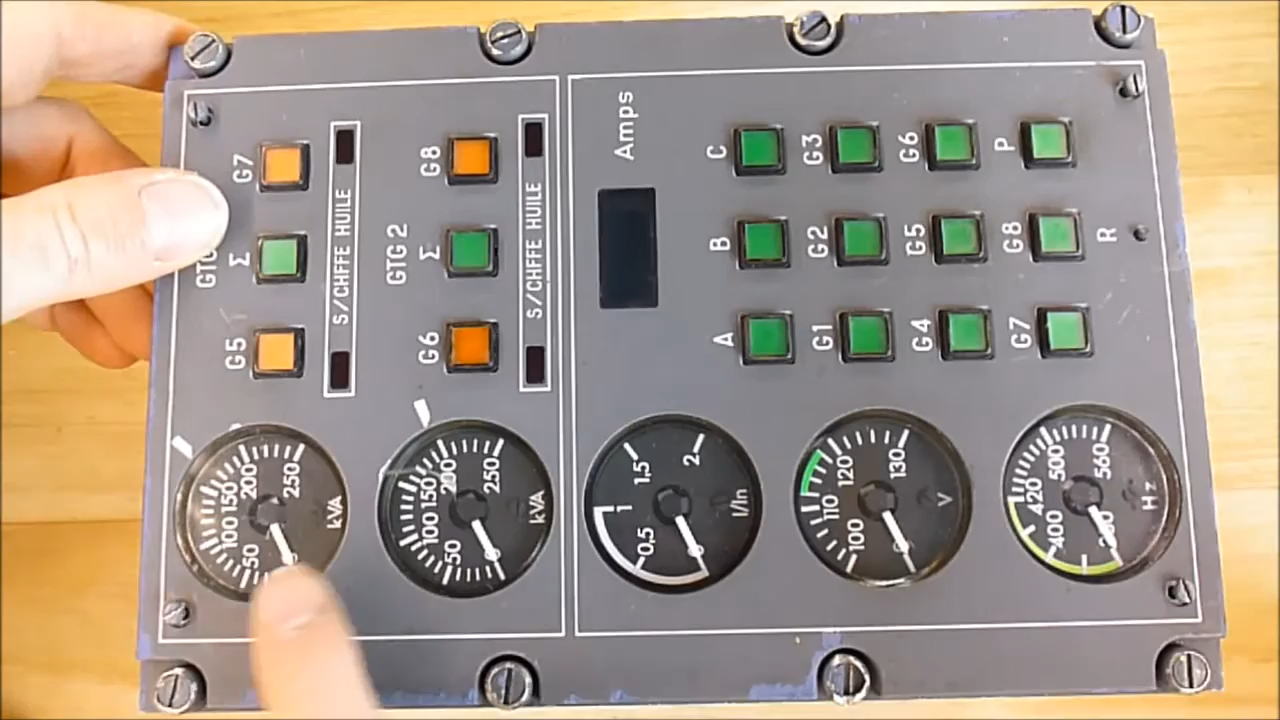 G5 Σ G7
S/CHFFE HUILE
50 100 150 200 250
kVA
GTG2
G6 Σ G8
S/CHFFE HUILE
50 100 150 200 250
kVA
Amps
0,5 1 1,5 2
I/In
A B C
G1 G2 G3
100 110 120 130
V
G4 G5 G6
G7 G8 P
R
400 420 500 560
Hz